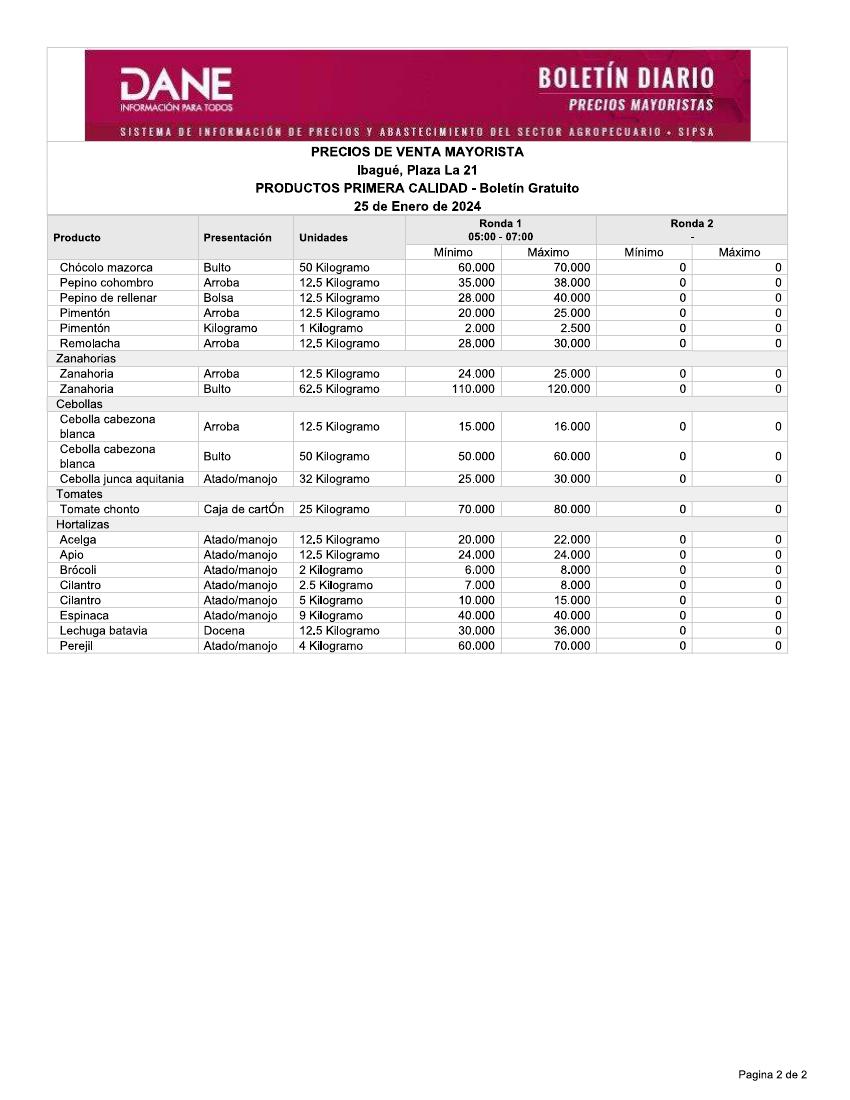 DANE
INFORMACIÓN PARA TODOS
BOLETÍN DIARIO
PRECIOS MAYORISTAS
SISTEMA DE INFORMACIÓN DE PRECIOS Y ABASTECIMIENTO DEL SECTOR AGROPECUARIO • SIPSA
PRECIOS DE VENTA MAYORISTA
Ibagué, Plaza La 21
PRODUCTOS PRIMERA CALIDAD - Boletín Gratuito
25 de Enero de 2024
Producto Presentación Unidades Ronda 1 Ronda 2
05:00 - 07:00 -
Mínimo Máximo Mínimo Máximo
Chócolo mazorca Bulto 50 Kilogramo 60.000 70.000 0 0
Pepino cohombro Arroba 12.5 Kilogramo 35.000 38.000 0 0
Pepino de rellenar Bolsa 12.5 Kilogramo 28.000 40.000 0 0
Pimentón Arroba 12.5 Kilogramo 20.000 25.000 0 0
Pimentón Kilogramo 1 Kilogramo 2.000 2.500 0 0
Remolacha Arroba 12.5 Kilogramo 28.000 30.000 0 0
Zanahorias
Zanahoria Arroba 12.5 Kilogramo 24.000 25.000 0 0
Zanahoria Bulto 62.5 Kilogramo 110.000 120.000 0 0
Cebollas
Cebolla cabezona
blanca Arroba 12.5 Kilogramo 15.000 16.000 0 0
Cebolla cabezona
blanca Bulto 50 Kilogramo 50.000 60.000 0 0
Cebolla junca aquitania Atado/manojo 32 Kilogramo 25.000 30.000 0 0
Tomates
Tomate chonto Caja de cartÓn 25 Kilogramo 70.000 80.000 0 0
Hortalizas
Acelga Atado/manojo 12.5 Kilogramo 20.000 22.000 0 0
Apio Atado/manojo 12.5 Kilogramo 24.000 24.000 0 0
Brócoli Atado/manojo 2 Kilogramo 6.000 8.000 0 0
Cilantro Atado/manojo 2.5 Kilogramo 7.000 8.000 0 0
Cilantro Atado/manojo 5 Kilogramo 10.000 15.000 0 0
Espinaca Atado/manojo 9 Kilogramo 40.000 40.000 0 0
Lechuga batavia Docena 12.5 Kilogramo 30.000 36.000 0 0
Perejil Atado/manojo 4 Kilogramo 60.000 70.000 0 0
Pagina 2 de 2